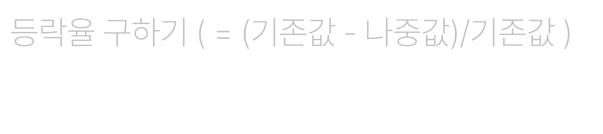 등락율 구하기 ( = (기존값 - 나중값)/기존값 )